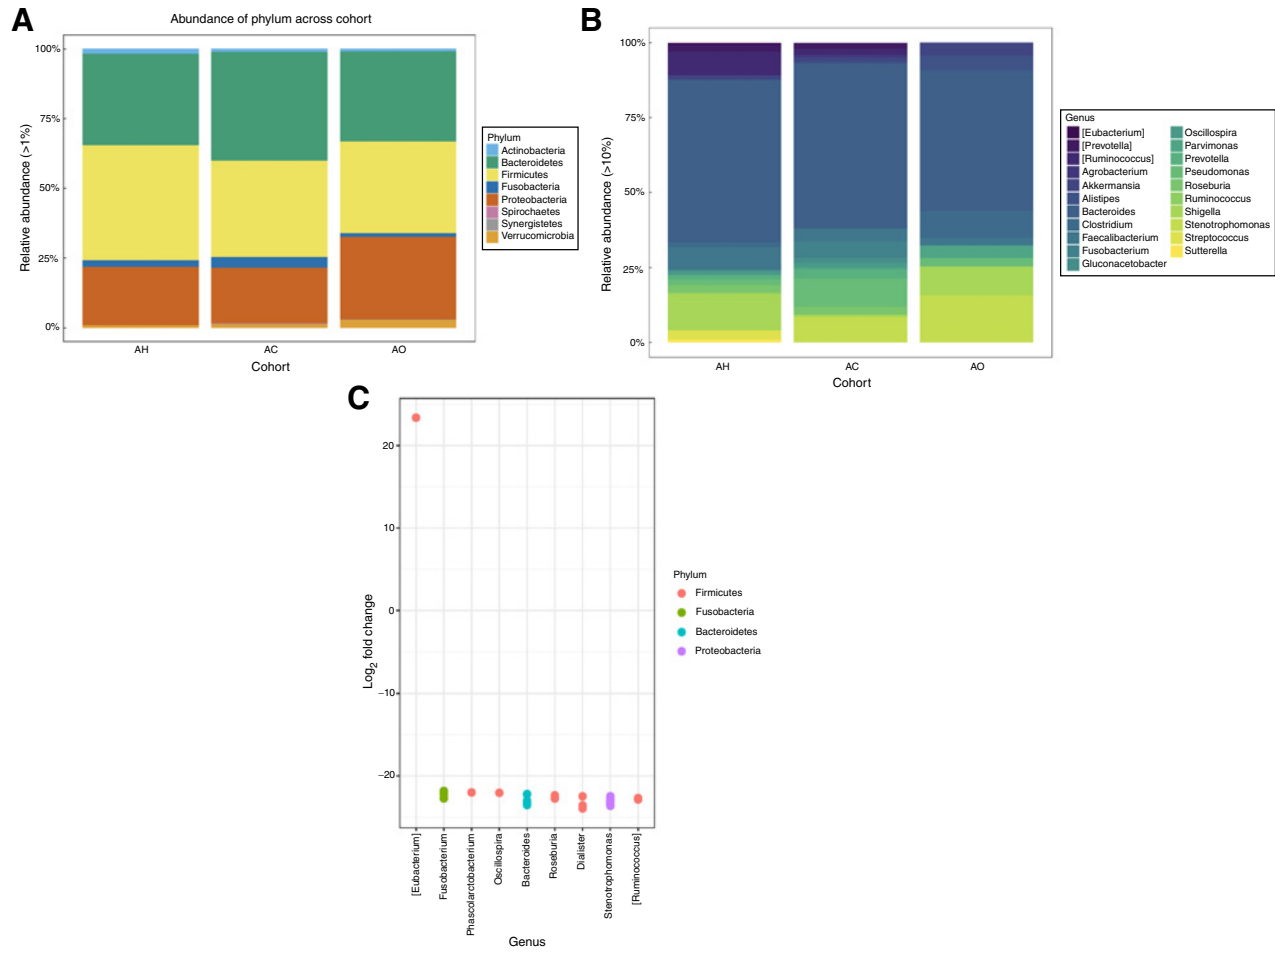 A
Abundance of phylum across cohort
Relative abundance (>1%)
100%
75%
50%
25%
0%
AH
AC
AO
Cohort
Phylum
Actinobacteria
Bacteroidetes
Firmicutes
Fusobacteria
Proteobacteria
Spirochaetes
Synergistetes
Verrucomicrobia
B
Relative abundance (>10%)
100%
75%
50%
25%
0%
AH
AC
AO
Cohort
Genus
[Eubacterium]
[Prevotella]
[Ruminococcus]
Agrobacterium
Akkermansia
Alistipes
Bacteroides
Clostridium
Faecalibacterium
Fusobacterium
Gluconacetobacter
Oscillospira
Parvimonas
Prevotella
Pseudomonas
Roseburia
Ruminococcus
Shigella
Stenotrophomonas
Streptococcus
Sutterella
C
Log2 fold change
20
10
0
−10
−20
[Eubacterium]
Fusobacterium
Phascolarctobacterium
Oscillospira
Bacteroides
Roseburia
Dialister
Stenotrophomonas
[Ruminococcus]
Genus
Phylum
Firmicutes
Fusobacteria
Bacteroidetes
Proteobacteria